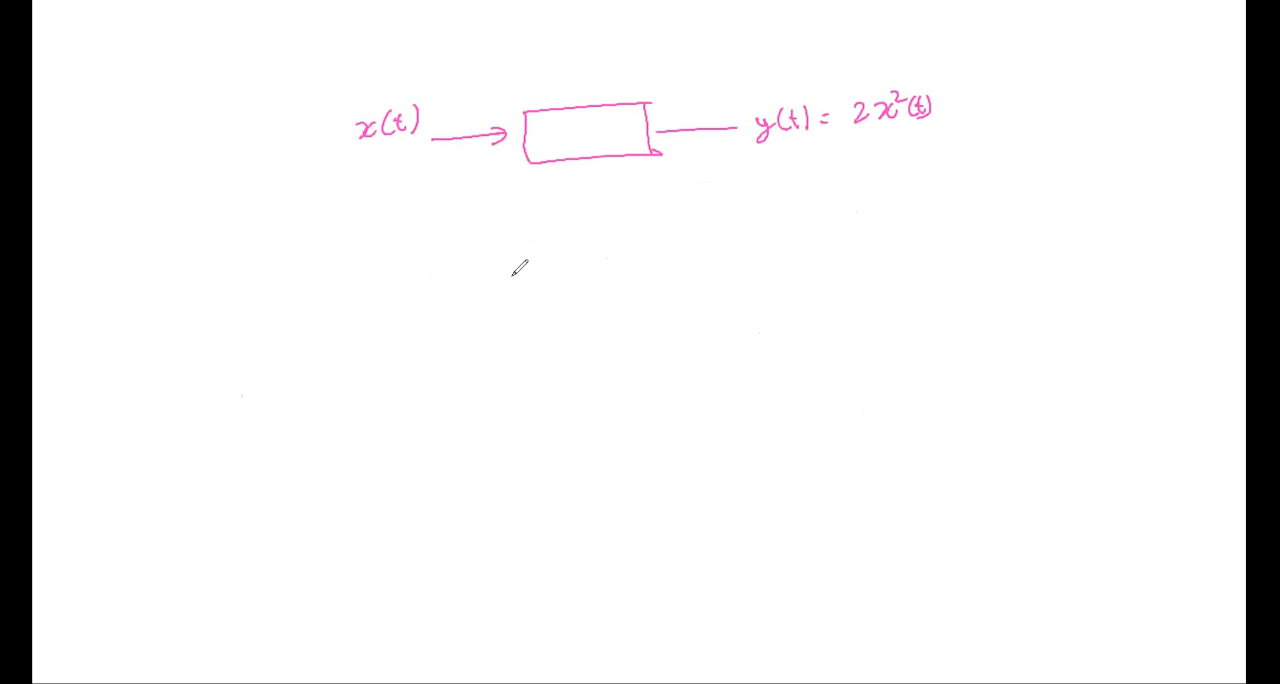 x(t) → y(t) = 2x²(t)